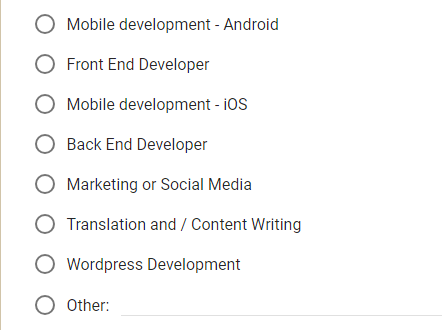 Mobile development - Android
Front End Developer
Mobile development - iOS
Back End Developer
Marketing or Social Media
Translation and / Content Writing
Wordpress Development
Other: